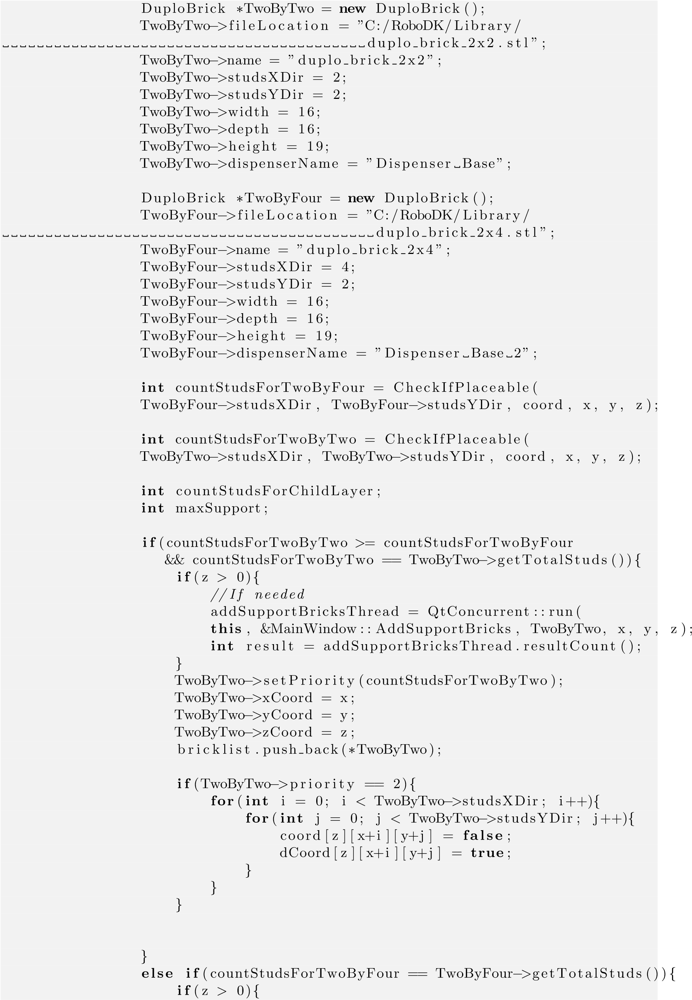 DuploBrick *TwoByTwo = new DuploBrick();
TwoByTwo->fileLocation = "C:/RoboDK/Library/
␣␣␣␣␣␣␣␣␣␣␣␣␣␣␣␣␣␣␣␣␣␣␣␣␣␣␣␣␣␣␣␣␣␣␣␣␣␣␣␣␣␣duplo_brick_2x2.stl";
TwoByTwo->name = "duplo_brick_2x2";
TwoByTwo->studsXDir = 2;
TwoByTwo->studsYDir = 2;
TwoByTwo->width = 16;
TwoByTwo->depth = 16;
TwoByTwo->height = 19;
TwoByTwo->dispenserName = "Dispenser␣Base";

DuploBrick *TwoByFour = new DuploBrick();
TwoByFour->fileLocation = "C:/RoboDK/Library/
␣␣␣␣␣␣␣␣␣␣␣␣␣␣␣␣␣␣␣␣␣␣␣␣␣␣␣␣␣␣␣␣␣␣␣␣␣␣␣␣␣␣␣duplo_brick_2x4.stl";
TwoByFour->name = "duplo_brick_2x4";
TwoByFour->studsXDir = 4;
TwoByFour->studsYDir = 2;
TwoByFour->width = 16;
TwoByFour->depth = 16;
TwoByFour->height = 19;
TwoByFour->dispenserName = "Dispenser␣Base␣2";

int countStudsForTwoByFour = CheckIfPlaceable(
TwoByFour->studsXDir, TwoByFour->studsYDir, coord, x, y, z);

int countStudsForTwoByTwo = CheckIfPlaceable(
TwoByTwo->studsXDir, TwoByTwo->studsYDir, coord, x, y, z);

int countStudsForChildLayer;
int maxSupport;

if(countStudsForTwoByTwo >= countStudsForTwoByFour
&& countStudsForTwoByTwo == TwoByTwo->getTotalStuds()){
if(z > 0){
//If needed
addSupportBricksThread = QtConcurrent::run(
this, &MainWindow::AddSupportBricks, TwoByTwo, x, y, z);
int result = addSupportBricksThread.resultCount();
}
TwoByTwo->setPriority(countStudsForTwoByTwo);
TwoByTwo->xCoord = x;
TwoByTwo->yCoord = y;
TwoByTwo->zCoord = z;
bricklist.push_back(*TwoByTwo);

if(TwoByTwo->priority == 2){
for(int i = 0; i < TwoByTwo->studsXDir; i++){
for(int j = 0; j < TwoByTwo->studsYDir; j++){
coord[z][x+i][y+j] = false;
dCoord[z][x+i][y+j] = true;
}
}
}

}
else if(countStudsForTwoByFour == TwoByFour->getTotalStuds()){
if(z > 0){